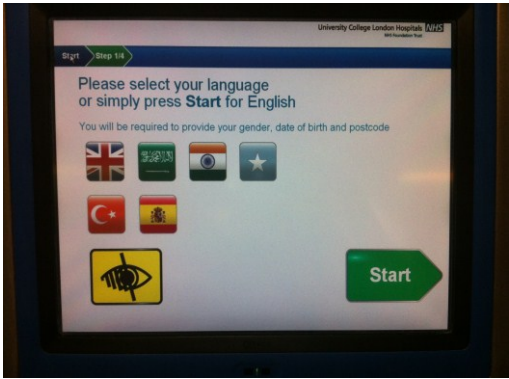 University College London Hospitals NHS
NHS Foundation Trust
Start Step 1/4
Please select your language
or simply press Start for English
You will be required to provide your gender, date of birth and postcode
Start